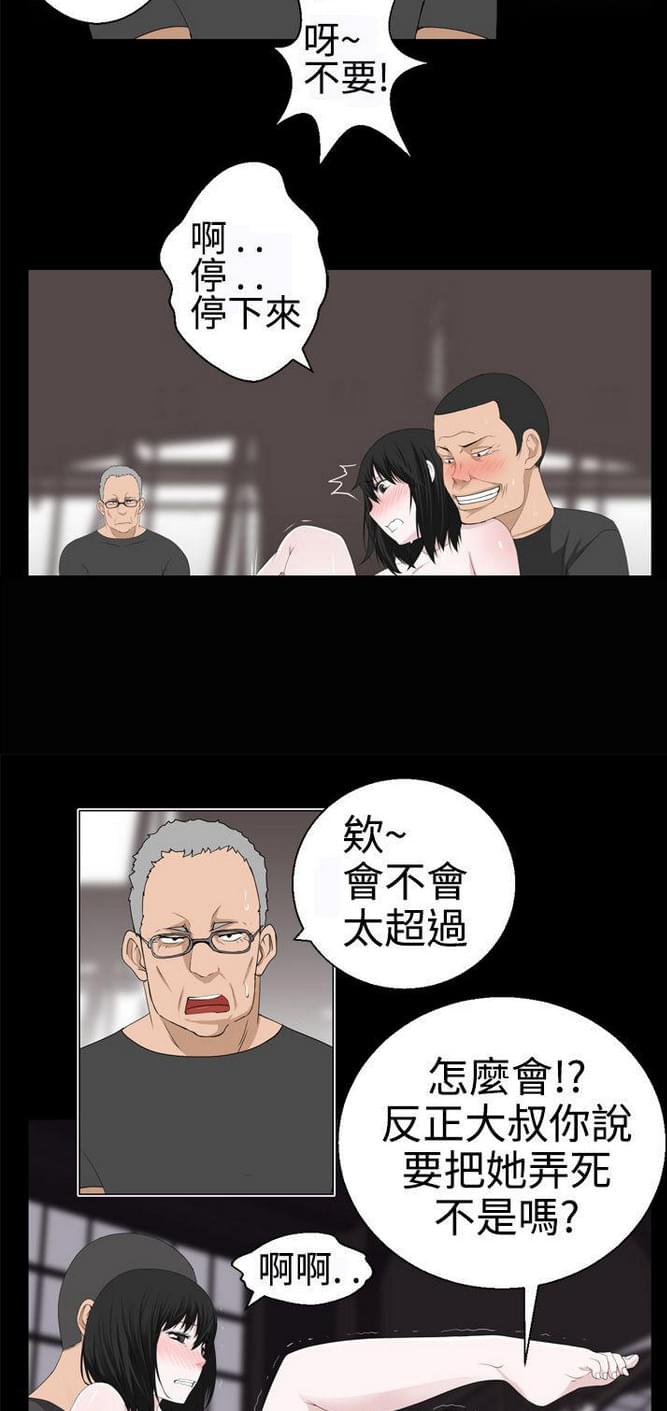 呀~
不要!
啊..
停..
停下來
欸~
會不會
太超過
怎麼會!?
反正大叔你說
要把她弄死
不是嗎?
啊啊..